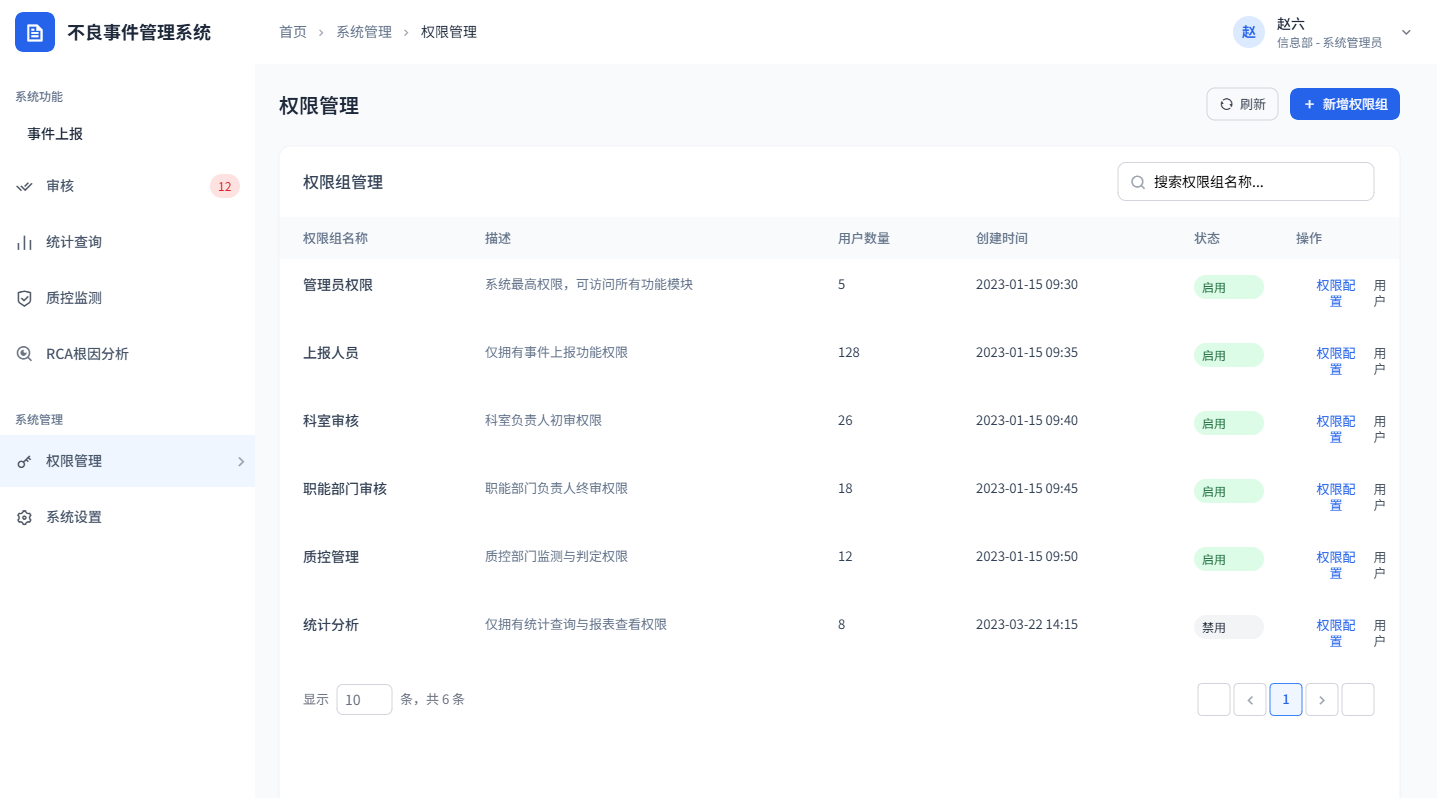 不良事件管理系统
首页 › 系统管理 › 权限管理
赵
赵六
信息部 - 系统管理员
系统功能
事件上报
审核 12
统计查询
质控监测
RCA根因分析
系统管理
权限管理
系统设置
权限管理
刷新
+ 新增权限组
权限组管理
搜索权限组名称...
权限组名称 描述 用户数量 创建时间 状态 操作
管理员权限 系统最高权限，可访问所有功能模块 5 2023-01-15 09:30 启用 权限配 用
置 户
上报人员 仅拥有事件上报功能权限 128 2023-01-15 09:35 启用 权限配 用
置 户
科室审核 科室负责人初审权限 26 2023-01-15 09:40 启用 权限配 用
置 户
职能部门审核 职能部门负责人终审权限 18 2023-01-15 09:45 启用 权限配 用
置 户
质控管理 质控部门监测与判定权限 12 2023-01-15 09:50 启用 权限配 用
置 户
统计分析 仅拥有统计查询与报表查看权限 8 2023-03-22 14:15 禁用 权限配 用
置 户
显示 10 条，共 6 条
1